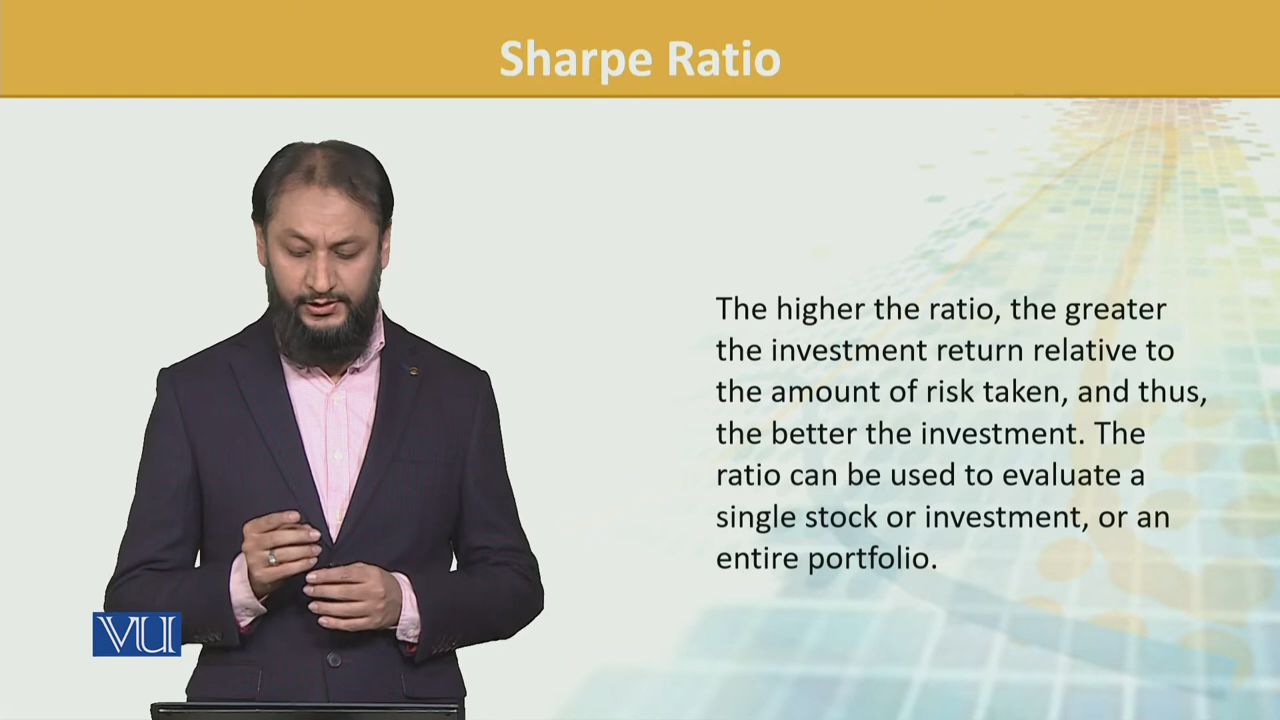 Sharpe Ratio
The higher the ratio, the greater
the investment return relative to
the amount of risk taken, and thus,
the better the investment. The
ratio can be used to evaluate a
single stock or investment, or an
entire portfolio.
VU